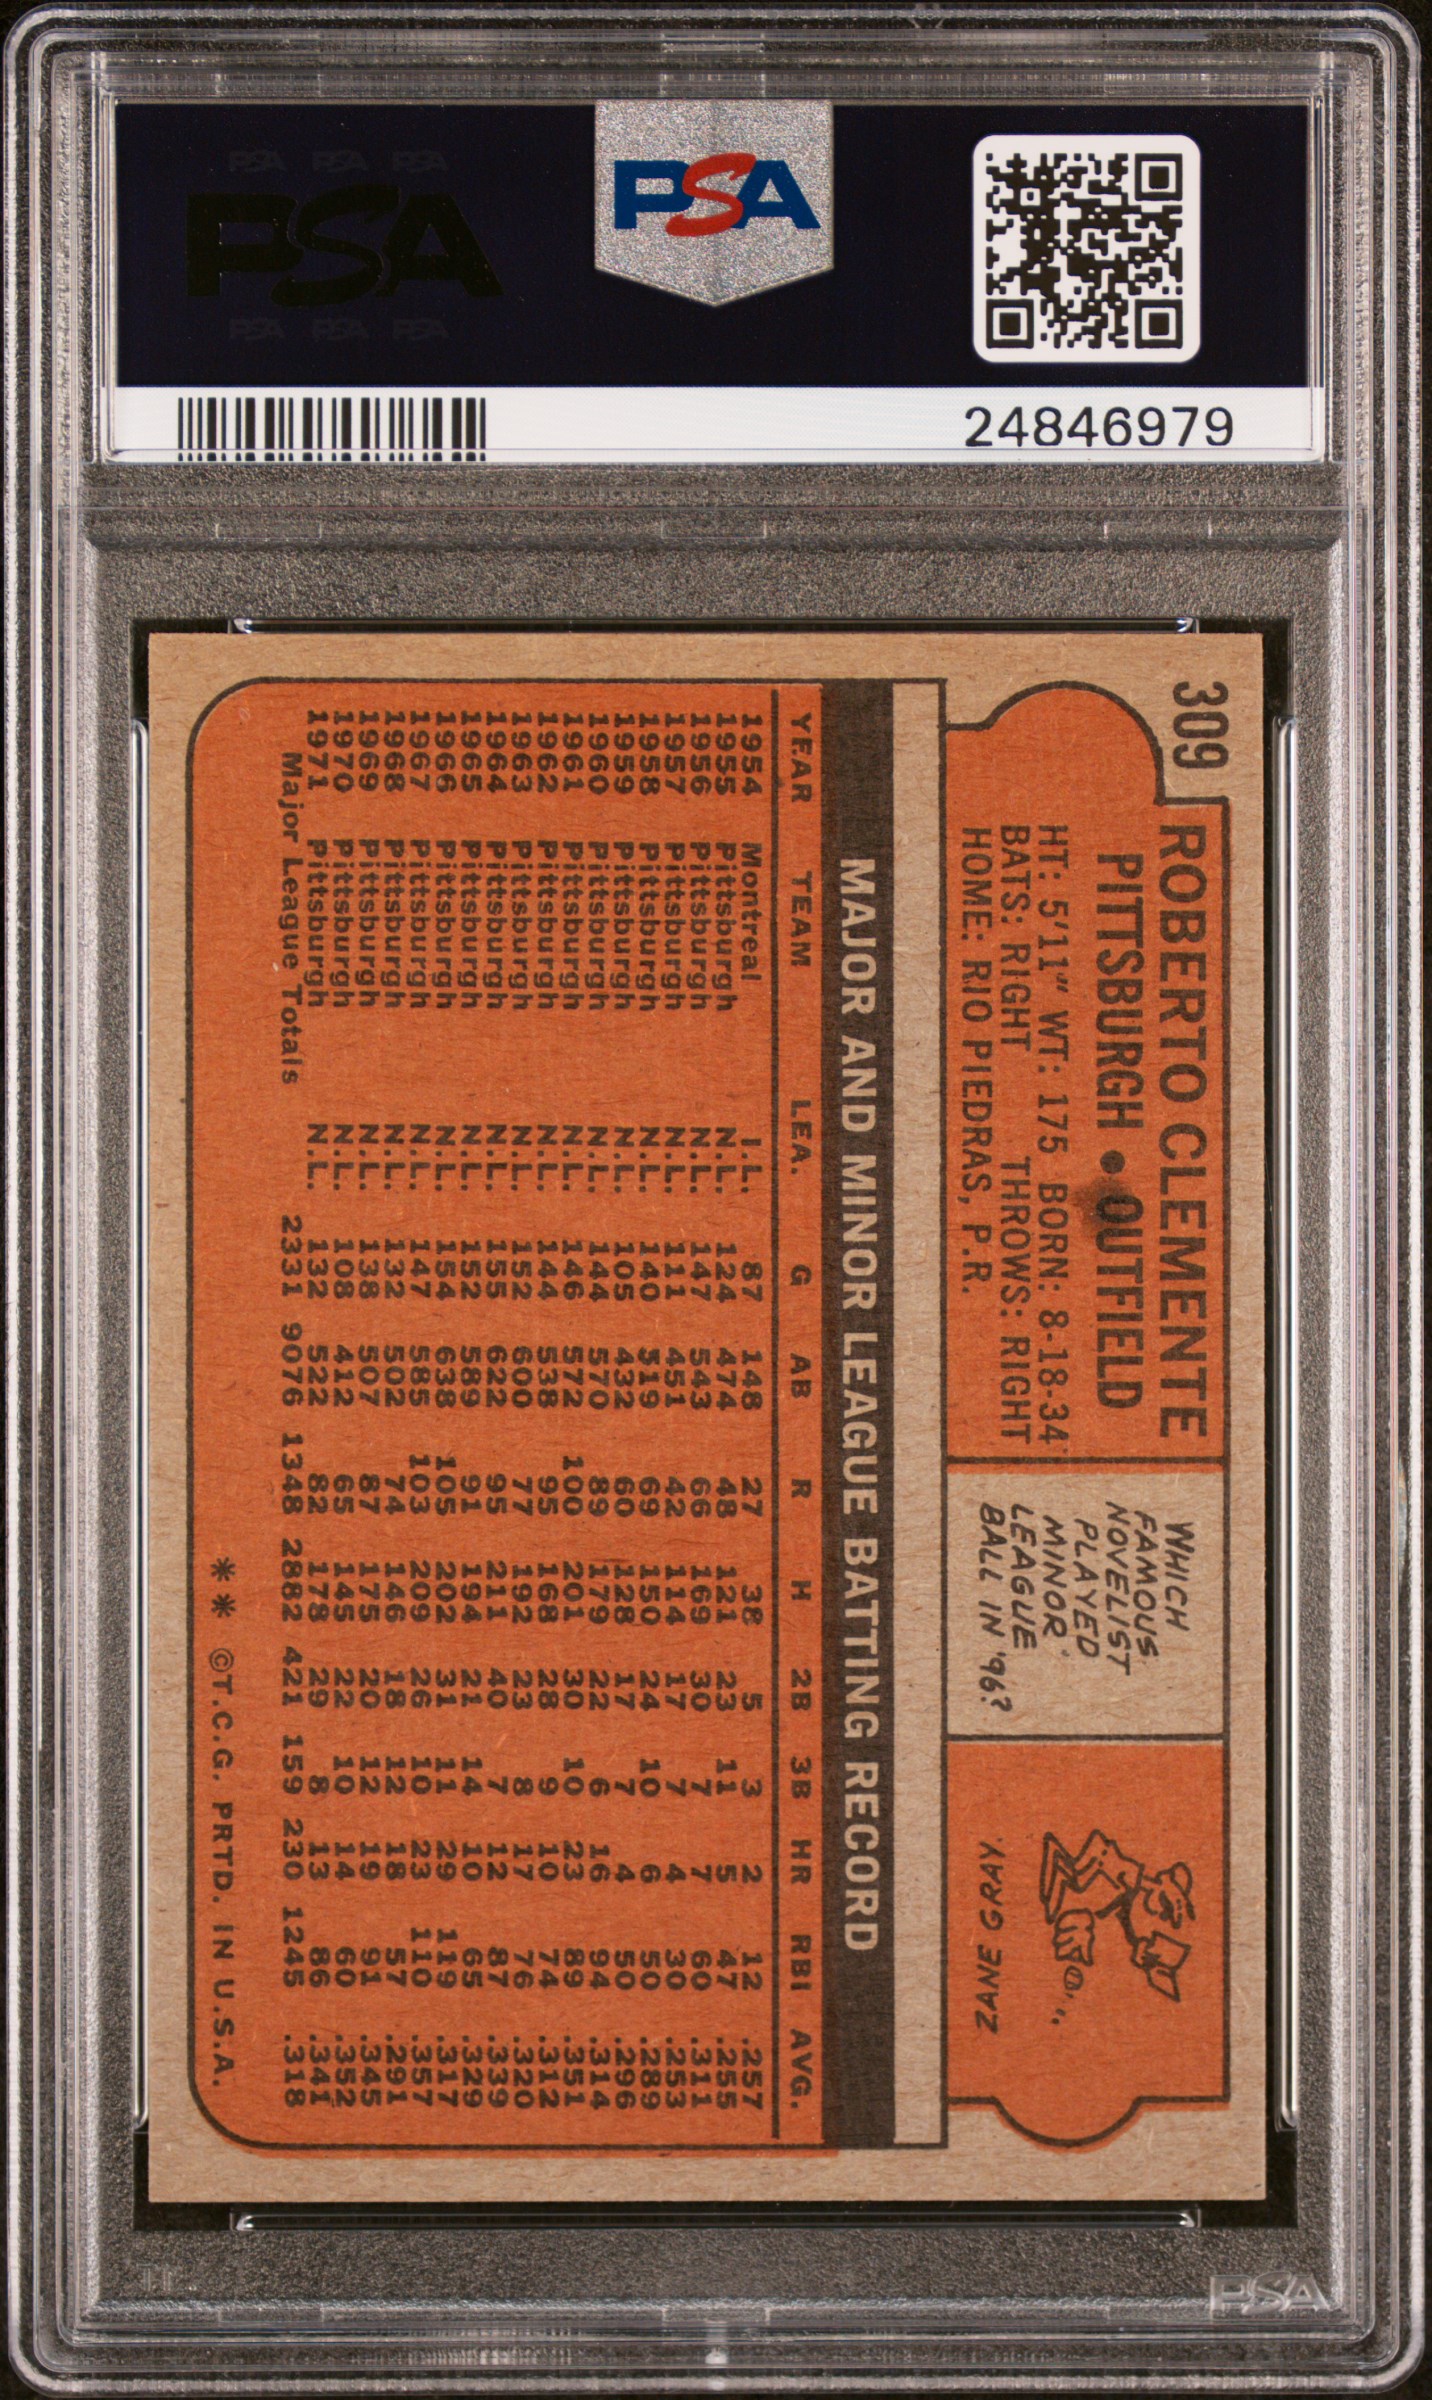 PSA PSA PSA
PSA
PSA PSA PSA
PSA
24846979
309
ROBERTO CLEMENTE
PITTSBURGH • OUTFIELD
HT: 5'11" WT: 175 BORN: 8-18-34
BATS: RIGHT THROWS: RIGHT
HOME: RIO PIEDRAS, P.R.
WHICH
FAMOUS
NOVELIST
PLAYED
MINOR
LEAGUE
BALL IN '96?
ZANE GRAY
MAJOR AND MINOR LEAGUE BATTING RECORD
YEAR TEAM LEA. G AB R H 2B 3B HR RBI AVG.
1954 Montreal I.L. 87 148 27 38 5 3 2 12 .257
1955 Pittsburgh N.L. 124 474 48 121 23 11 5 47 .255
1956 Pittsburgh N.L. 147 543 66 169 30 7 7 60 .311
1957 Pittsburgh N.L. 111 451 42 114 17 7 4 30 .253
1958 Pittsburgh N.L. 140 519 69 150 24 10 6 50 .289
1959 Pittsburgh N.L. 105 432 60 128 17 7 4 50 .296
1960 Pittsburgh N.L. 144 570 89 179 22 6 16 94 .314
1961 Pittsburgh N.L. 146 572 100 201 30 10 23 89 .351
1962 Pittsburgh N.L. 144 538 95 168 28 9 10 74 .312
1963 Pittsburgh N.L. 152 600 77 192 23 8 17 76 .320
1964 Pittsburgh N.L. 155 622 95 211 40 7 12 87 .339
1965 Pittsburgh N.L. 152 589 91 194 21 14 10 65 .329
1966 Pittsburgh N.L. 154 638 105 202 31 11 29 119 .317
1967 Pittsburgh N.L. 147 585 103 209 26 10 23 110 .357
1968 Pittsburgh N.L. 132 502 74 146 18 12 18 57 .291
1969 Pittsburgh N.L. 138 507 87 175 20 12 19 91 .345
1970 Pittsburgh N.L. 108 412 65 145 22 10 14 60 .352
1971 Pittsburgh N.L. 132 522 82 178 29 8 13 86 .341
Major League Totals 2331 9076 1348 2882 421 159 230 1245 .318
** ©T.C.G. PRTD. IN U.S.A.
PSA